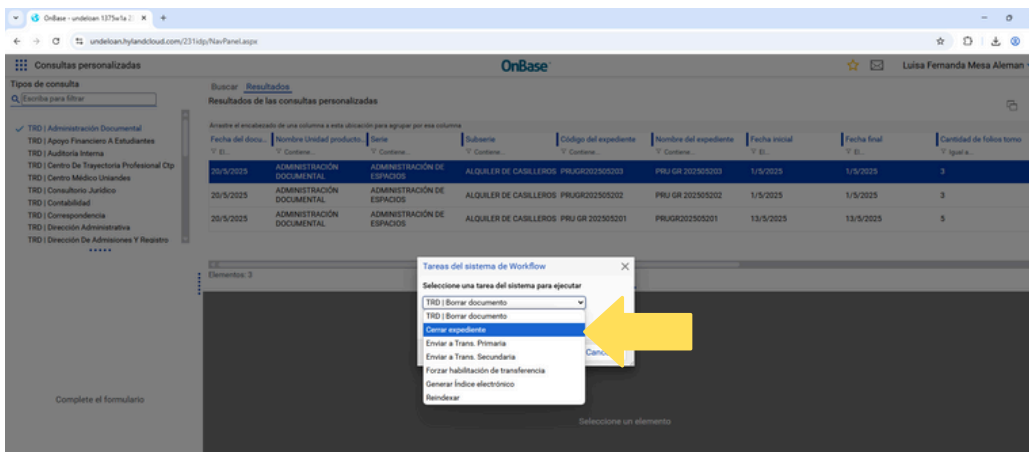 OnBase - undeloan 1375w1a 2
undeloan.hylandcloud.com/231idp/NavPanel.aspx
Consultas personalizadas
OnBase
Luisa Fernanda Mesa Aleman
Tipos de consulta
Escriba para filtrar
TRD | Administración Documental
TRD | Apoyo Financiero A Estudiantes
TRD | Auditoría Interna
TRD | Centro De Trayectoria Profesional Ctp
TRD | Centro Médico Uniandes
TRD | Consultorio Jurídico
TRD | Contabilidad
TRD | Correspondencia
TRD | Dirección Administrativa
TRD | Dirección De Admisiones Y Registro
Complete el formulario
Buscar Resultados
Resultados de las consultas personalizadas
Arrastre el encabezado de una columna a esta ubicación para agrupar por esa columna
Fecha del docu... Nombre Unidad producto... Serie Subserie Código del expediente Nombre del expediente Fecha inicial Fecha final Cantidad de folios tomo
El... Contiene... Contiene... Contiene... Contiene... Contiene... El... El... Igual a...
20/5/2025 ADMINISTRACIÓN DOCUMENTAL ADMINISTRACIÓN DE ESPACIOS ALQUILER DE CASILLEROS PRUGR202505203 PRU GR 202505203 1/5/2025 1/5/2025 3
20/5/2025 ADMINISTRACIÓN DOCUMENTAL ADMINISTRACIÓN DE ESPACIOS ALQUILER DE CASILLEROS PRUGR202505202 PRU GR 202505202 1/5/2025 1/5/2025 3
20/5/2025 ADMINISTRACIÓN DOCUMENTAL ADMINISTRACIÓN DE ESPACIOS ALQUILER DE CASILLEROS PRU GR 202505201 PRUGR202505201 13/5/2025 13/5/2025 5
Elementos: 3
Tareas del sistema de Workflow
Seleccione una tarea del sistema para ejecutar
TRD | Borrar documento
TRD | Borrar documento
Cerrar expediente
Enviar a Trans. Primaria
Enviar a Trans. Secundaria
Forzar habilitación de transferencia
Generar Índice electrónico
Reindexar
Seleccione un elemento